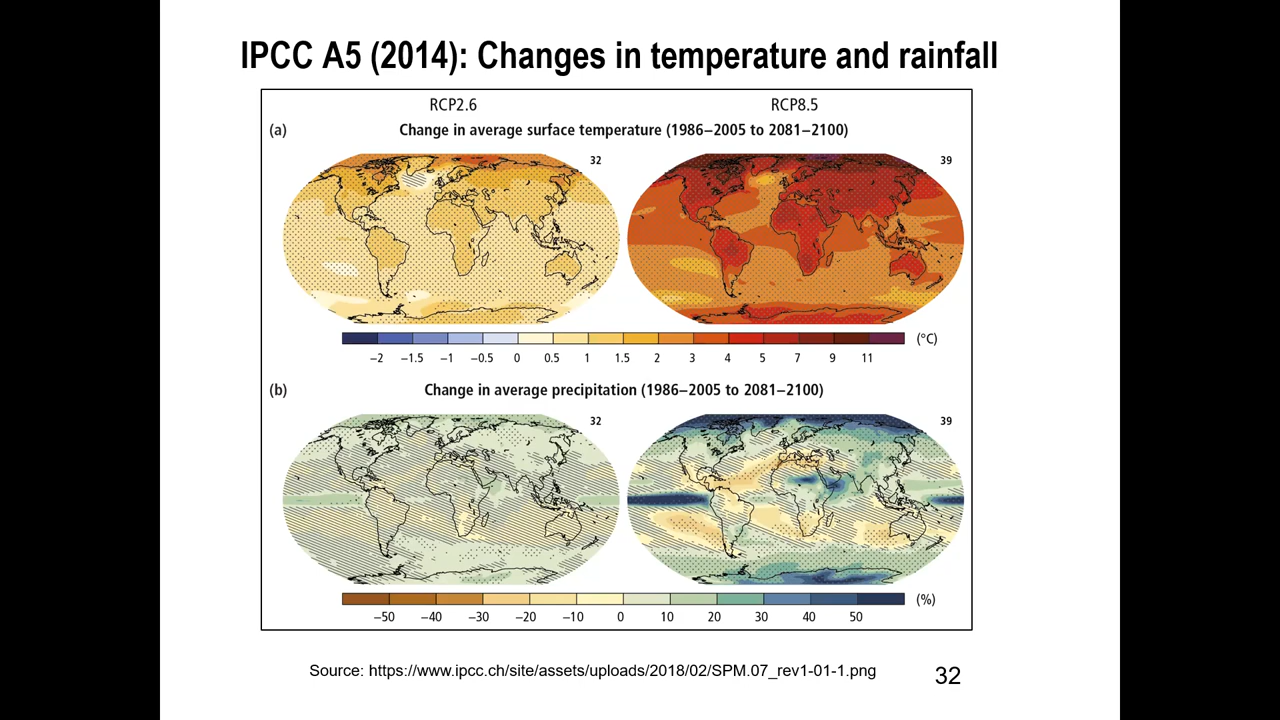 IPCC A5 (2014): Changes in temperature and rainfall
RCP2.6 RCP8.5
(a) Change in average surface temperature (1986–2005 to 2081–2100)
32 39
(°C)
−2 −1.5 −1 −0.5 0 0.5 1 1.5 2 3 4 5 7 9 11
(b) Change in average precipitation (1986–2005 to 2081–2100)
32 39
(%)
−50 −40 −30 −20 −10 0 10 20 30 40 50
Source: https://www.ipcc.ch/site/assets/uploads/2018/02/SPM.07_rev1-01-1.png
32